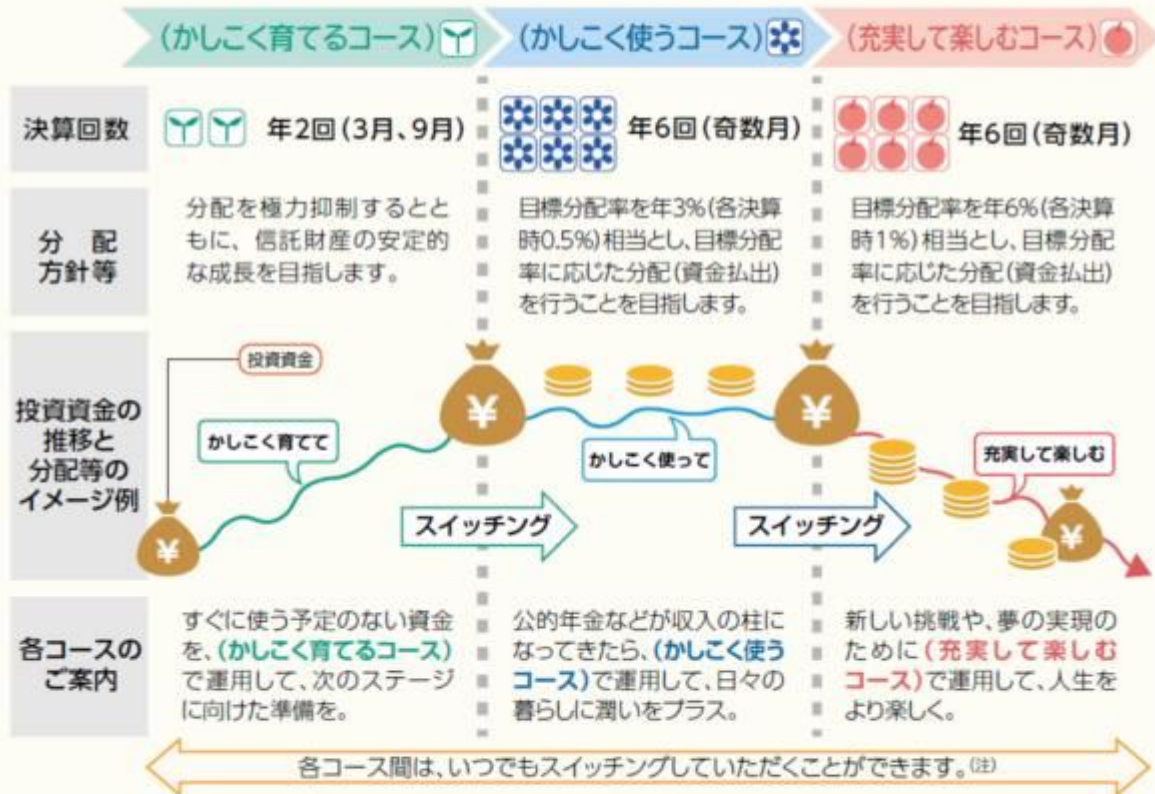 (かしこく育てるコース) (かしこく使うコース) (充実して楽しむコース)
決算回数
年2回(3月、9月)
年6回(奇数月)
年6回(奇数月)
分　配
方針等
分配を極力抑制するとと
もに、信託財産の安定的
な成長を目指します。
目標分配率を年3%(各決算
時0.5%)相当とし、目標分配
率に応じた分配(資金払出)
を行うことを目指します。
目標分配率を年6%(各決算
時1%)相当とし、目標分配
率に応じた分配(資金払出)
を行うことを目指します。
投資資金の
推移と
分配等の
イメージ例
投資資金
かしこく育てて
¥
¥
かしこく使って
¥
充実して楽しむ
¥
スイッチング
スイッチング
各コースの
ご案内
すぐに使う予定のない資金
を、(かしこく育てるコース)
で運用して、次のステージ
に向けた準備を。
公的年金などが収入の柱に
なってきたら、(かしこく使う
コース)で運用して、日々の
暮らしに潤いをプラス。
新しい挑戦や、夢の実現の
ために(充実して楽しむ
コース)で運用して、人生を
より楽しく。
各コース間は、いつでもスイッチングしていただくことができます。(注)